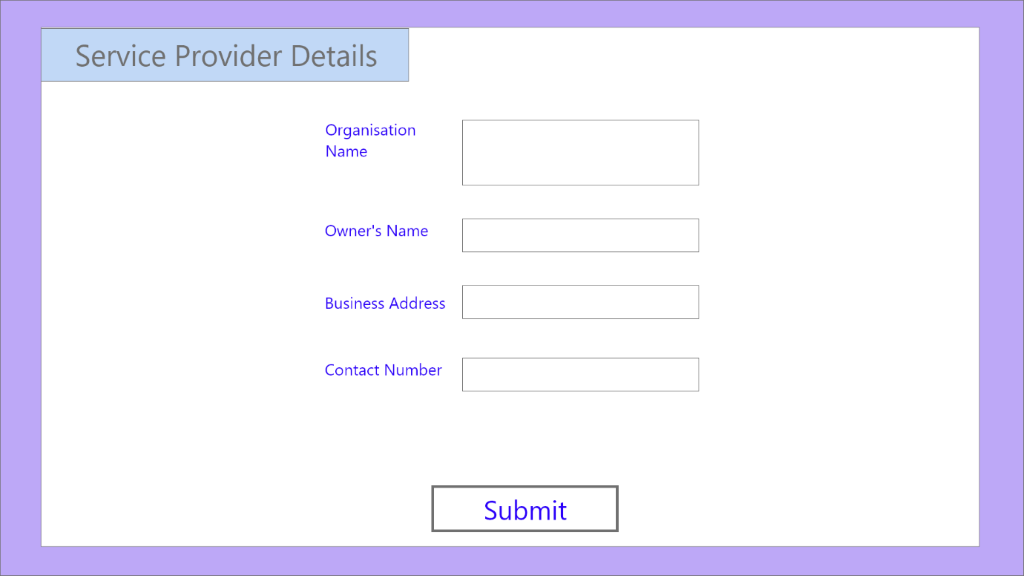 Service Provider Details
Organisation
Name
Owner's Name
Business Address
Contact Number
Submit